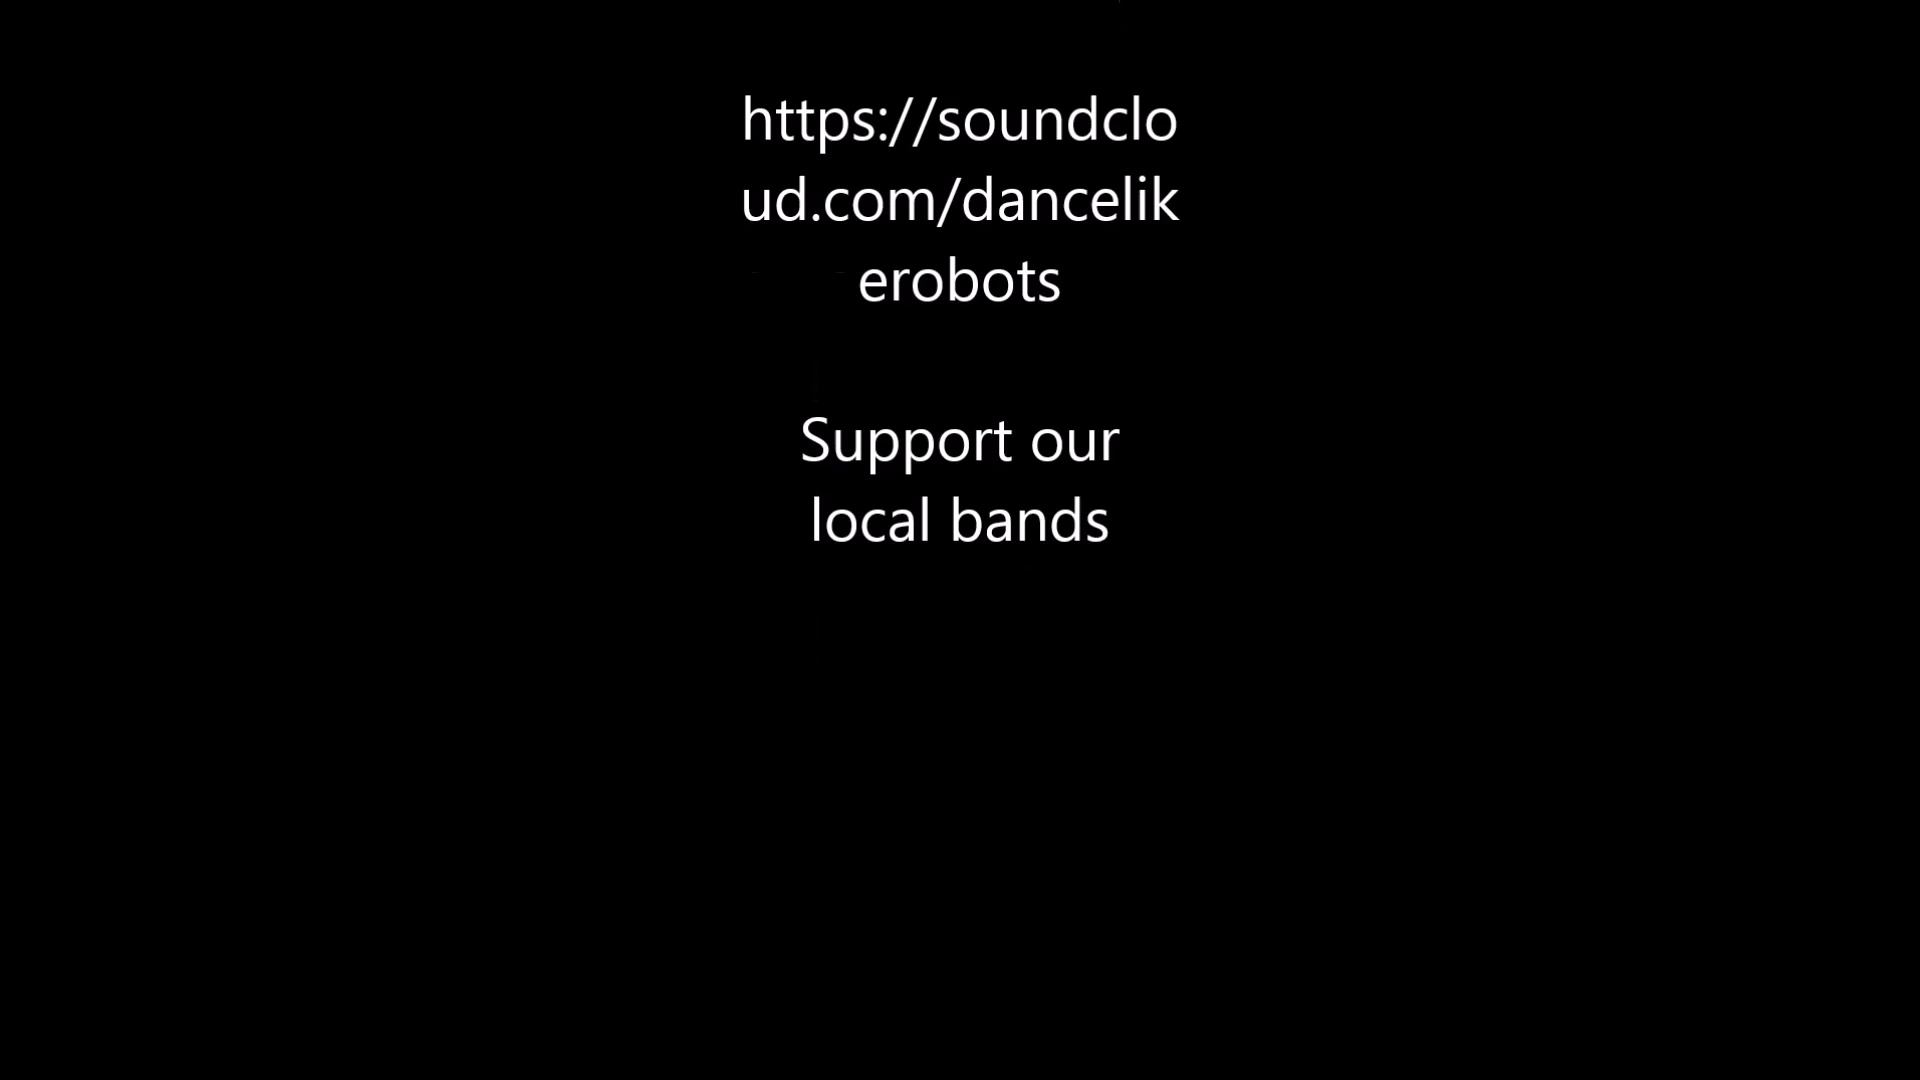 https://soundclo
ud.com/dancelik
erobots
Support our
local bands